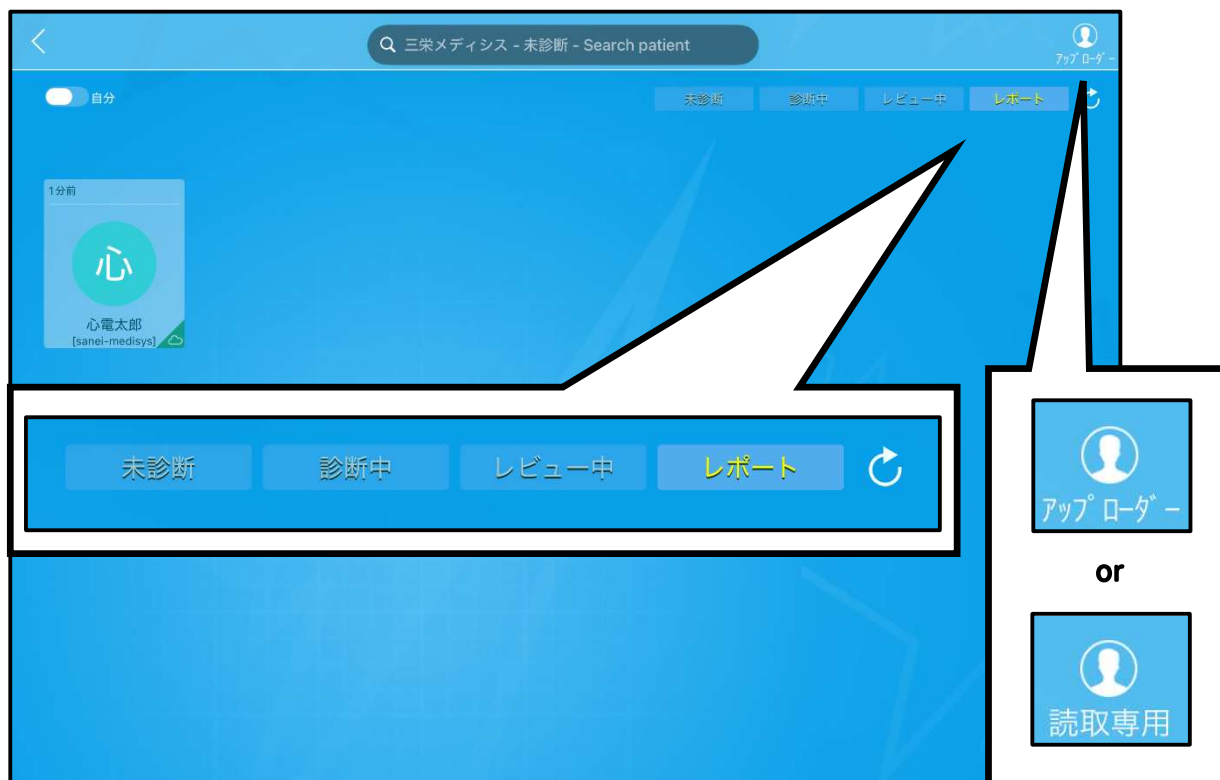 三栄メディシス - 未診断 - Search patient
アップローダー
自分
未診断 診断中 レビュー中 レポート
1分前
心
心電太郎
[sanei-medisys]
未診断 診断中 レビュー中 レポート
アップローダー
or
読取専用